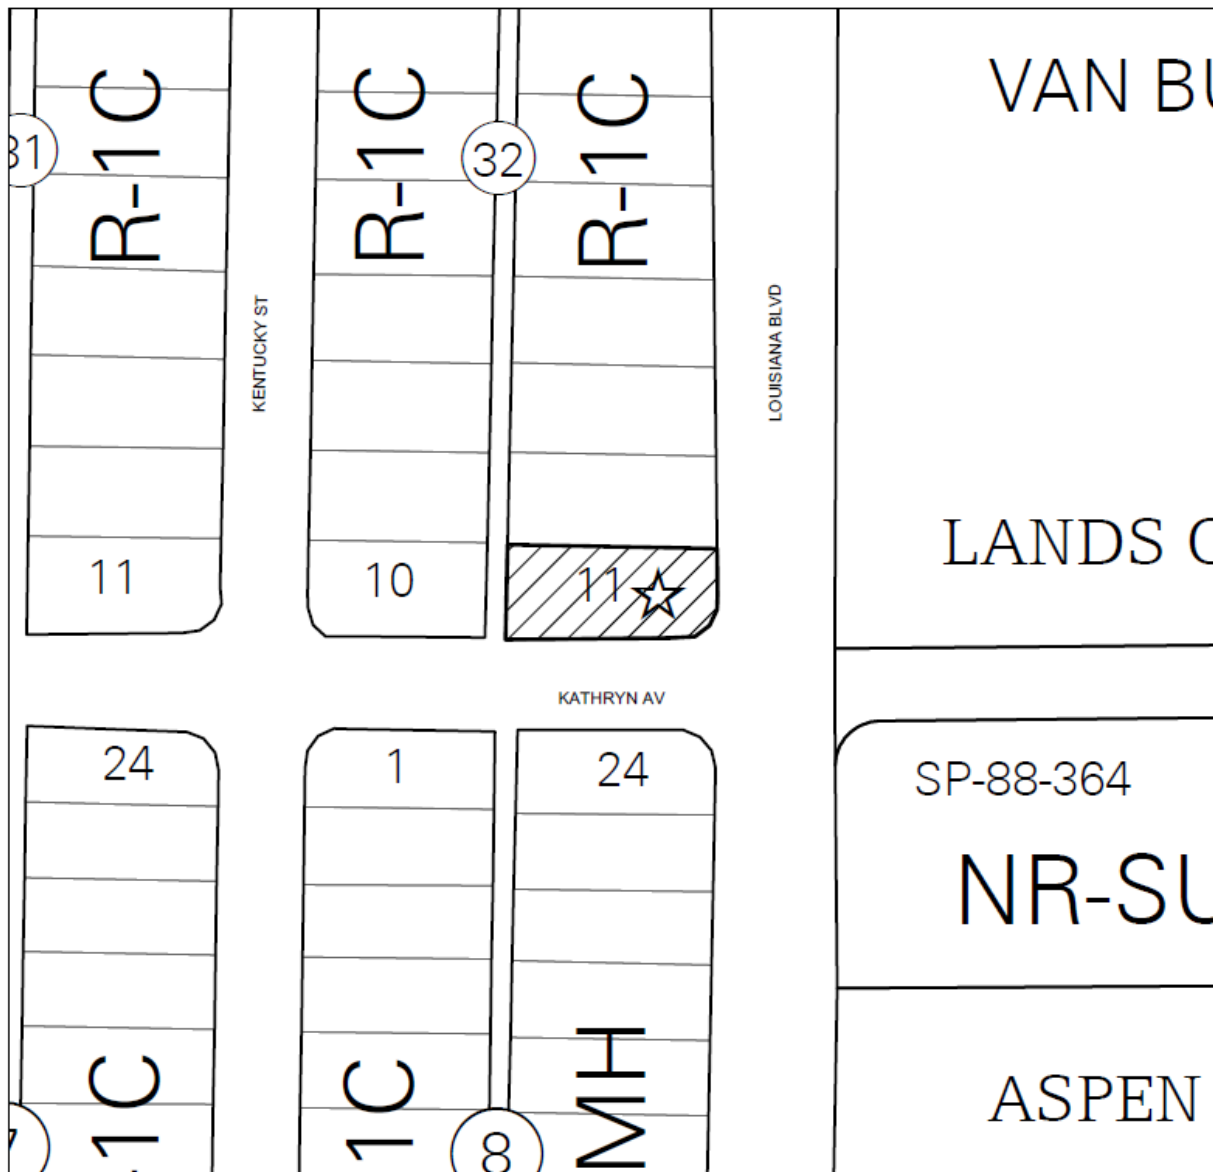 R-1C
R-1C
R-1C
VAN BU
31
32
KENTUCKY ST
LOUISIANA BLVD
LANDS
11
10
11
KATHRYN AV
24
1
24
SP-88-364
NR-SU
-1C
1C
MH
ASPEN
7
8